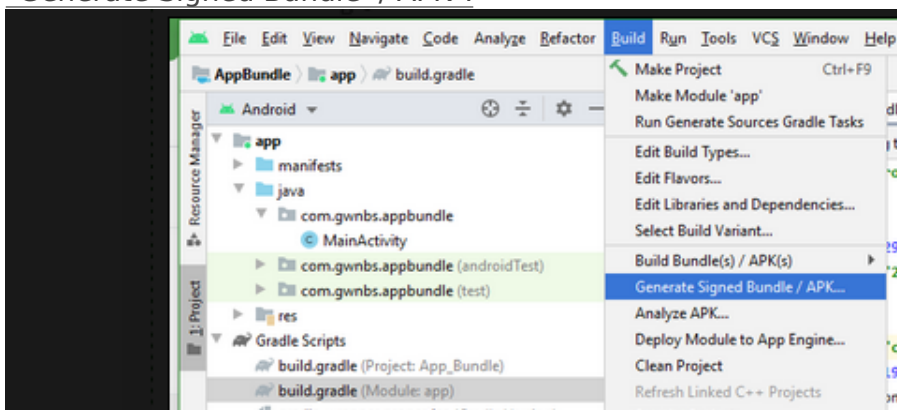 "Generate Signed Bundle / APK".
File Edit View Navigate Code Analyze Refactor Build Run Tools VCS Window Help
AppBundle app build.gradle
Android
Resource Manager
1: Project
app
manifests
java
com.gwnbs.appbundle
MainActivity
com.gwnbs.appbundle (androidTest)
com.gwnbs.appbundle (test)
res
Gradle Scripts
build.gradle (Project: App_Bundle)
build.gradle (Module: app)
Make Project Ctrl+F9
Make Module 'app'
Run Generate Sources Gradle Tasks
Edit Build Types...
Edit Flavors...
Edit Libraries and Dependencies...
Select Build Variant...
Build Bundle(s) / APK(s)
Generate Signed Bundle / APK...
Analyze APK...
Deploy Module to App Engine...
Clean Project
Refresh Linked C++ Projects